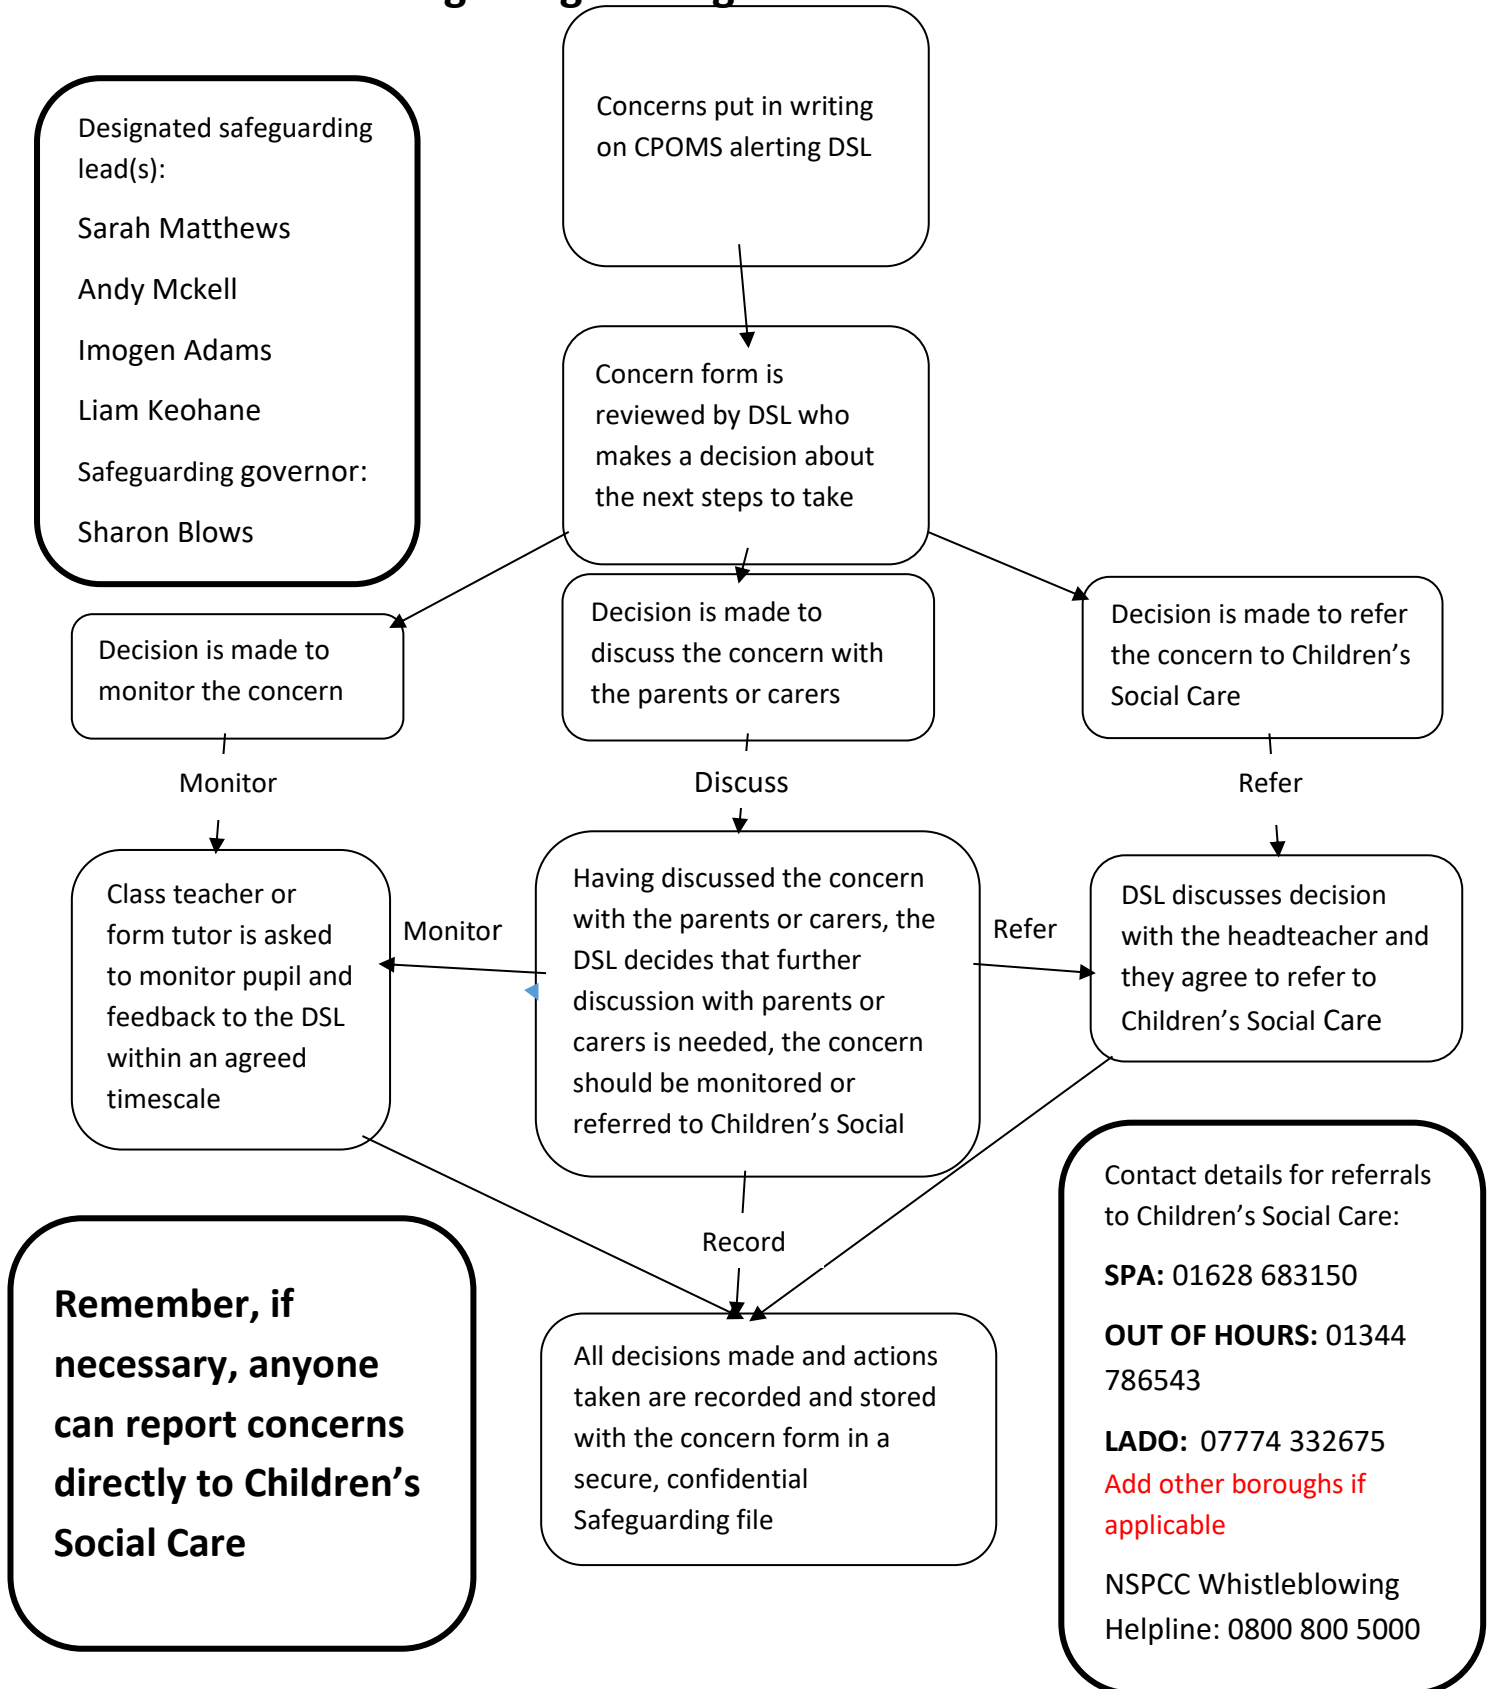 Concerns put in writing
on CPOMS alerting DSL
Designated safeguarding
lead(s):
Sarah Matthews
Andy Mckell
Imogen Adams
Liam Keohane
Safeguarding governor:
Sharon Blows
Concern form is
reviewed by DSL who
makes a decision about
the next steps to take
Decision is made to
monitor the concern
Decision is made to
discuss the concern with
the parents or carers
Decision is made to refer
the concern to Children’s
Social Care
Monitor
Discuss
Refer
Class teacher or
form tutor is asked
to monitor pupil and
feedback to the DSL
within an agreed
timescale
Monitor
Having discussed the concern
with the parents or carers, the
DSL decides that further
discussion with parents or
carers is needed, the concern
should be monitored or
referred to Children’s Social
Refer
DSL discusses decision
with the headteacher and
they agree to refer to
Children’s Social Care
Record
Remember, if
necessary, anyone
can report concerns
directly to Children’s
Social Care
All decisions made and actions
taken are recorded and stored
with the concern form in a
secure, confidential
Safeguarding file
Contact details for referrals
to Children’s Social Care:
SPA: 01628 683150
OUT OF HOURS: 01344
786543
LADO: 07774 332675
Add other boroughs if
applicable
NSPCC Whistleblowing
Helpline: 0800 800 5000